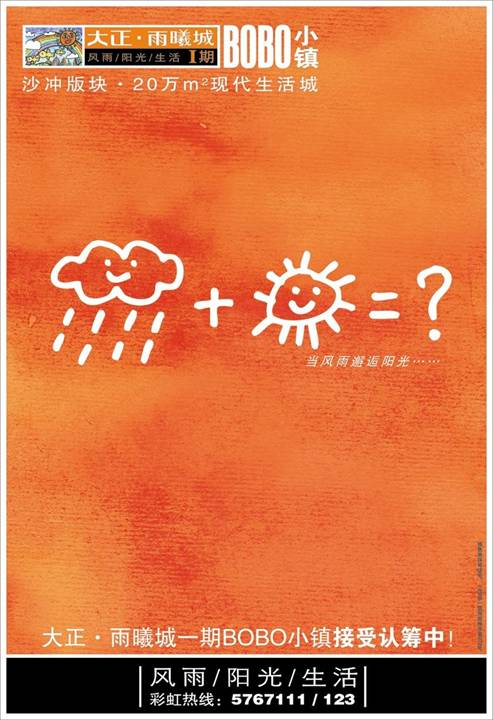 大正·雨曦城
风雨/阳光/生活 I期
BOBO小镇
沙冲版块·20万m²现代生活城
+ = ?
当风雨邂逅阳光……
大正·雨曦城一期BOBO小镇接受认筹中!
风雨/阳光/生活
彩虹热线: 5767111 / 123